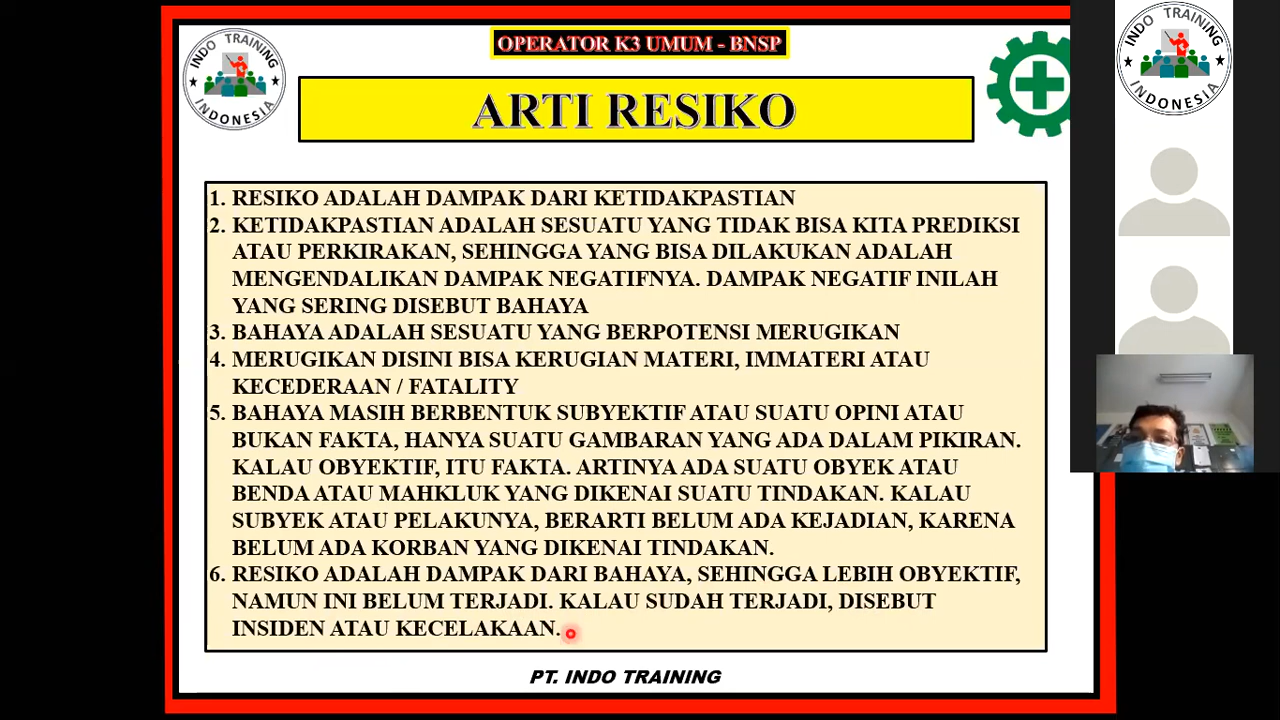 INDO TRAINING
INDONESIA
OPERATOR K3 UMUM - BNSP
ARTI RESIKO
INDO TRAINING
INDONESIA
1. RESIKO ADALAH DAMPAK DARI KETIDAKPASTIAN
2. KETIDAKPASTIAN ADALAH SESUATU YANG TIDAK BISA KITA PREDIKSI
ATAU PERKIRAKAN, SEHINGGA YANG BISA DILAKUKAN ADALAH
MENGENDALIKAN DAMPAK NEGATIFNYA. DAMPAK NEGATIF INILAH
YANG SERING DISEBUT BAHAYA
3. BAHAYA ADALAH SESUATU YANG BERPOTENSI MERUGIKAN
4. MERUGIKAN DISINI BISA KERUGIAN MATERI, IMMATERI ATAU
KECEDERAAN / FATALITY
5. BAHAYA MASIH BERBENTUK SUBYEKTIF ATAU SUATU OPINI ATAU
BUKAN FAKTA, HANYA SUATU GAMBARAN YANG ADA DALAM PIKIRAN.
KALAU OBYEKTIF, ITU FAKTA. ARTINYA ADA SUATU OBYEK ATAU
BENDA ATAU MAHKLUK YANG DIKENAI SUATU TINDAKAN. KALAU
SUBYEK ATAU PELAKUNYA, BERARTI BELUM ADA KEJADIAN, KARENA
BELUM ADA KORBAN YANG DIKENAI TINDAKAN.
6. RESIKO ADALAH DAMPAK DARI BAHAYA, SEHINGGA LEBIH OBYEKTIF,
NAMUN INI BELUM TERJADI. KALAU SUDAH TERJADI, DISEBUT
INSIDEN ATAU KECELAKAAN.
PT. INDO TRAINING